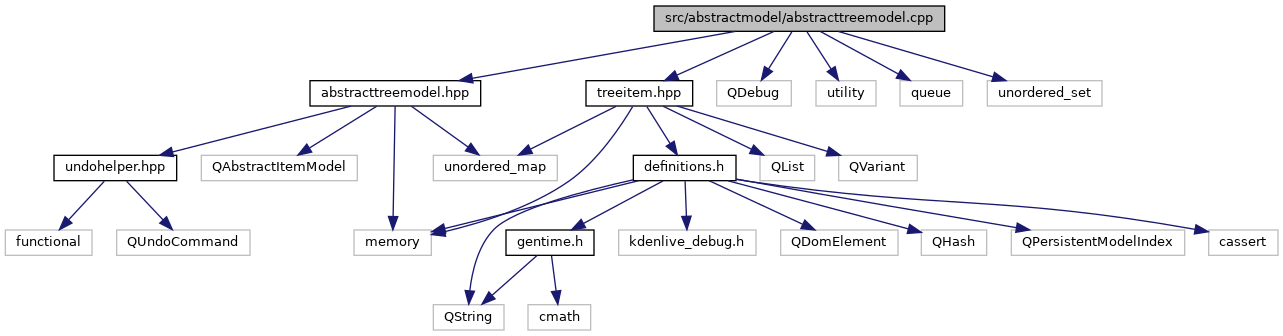 src/abstractmodel/abstracttreemodel.cpp
abstracttreemodel.hpp
treeitem.hpp
QDebug
utility
queue
unordered_set
undohelper.hpp
QAbstractItemModel
unordered_map
definitions.h
QList
QVariant
functional
QUndoCommand
memory
gentime.h
kdenlive_debug.h
QDomElement
QHash
QPersistentModelIndex
cassert
QString
cmath